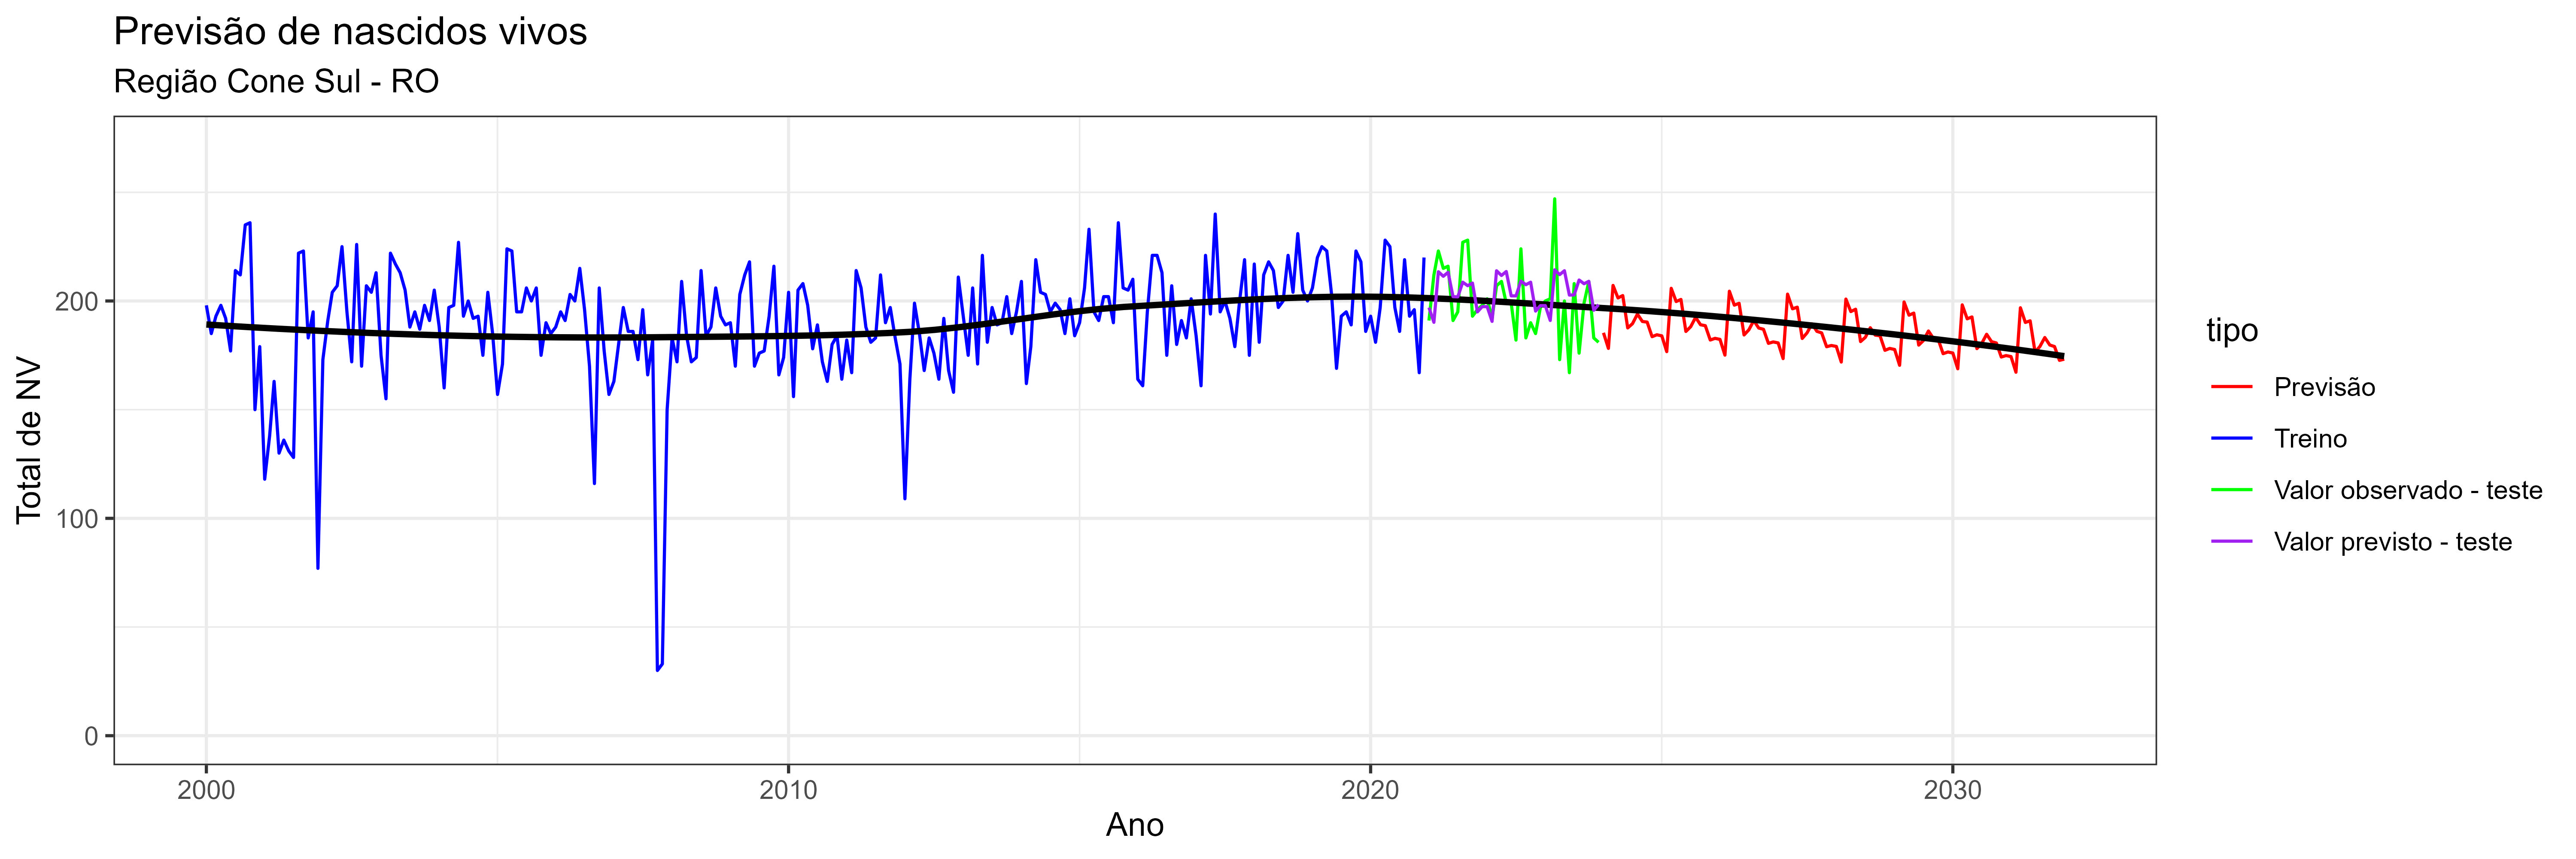 Previsão de nascidos vivos
Região Cone Sul - RO
Total de NV
200
100
0
2000
2010
2020
2030
Ano
tipo
Previsão
Treino
Valor observado - teste
Valor previsto - teste